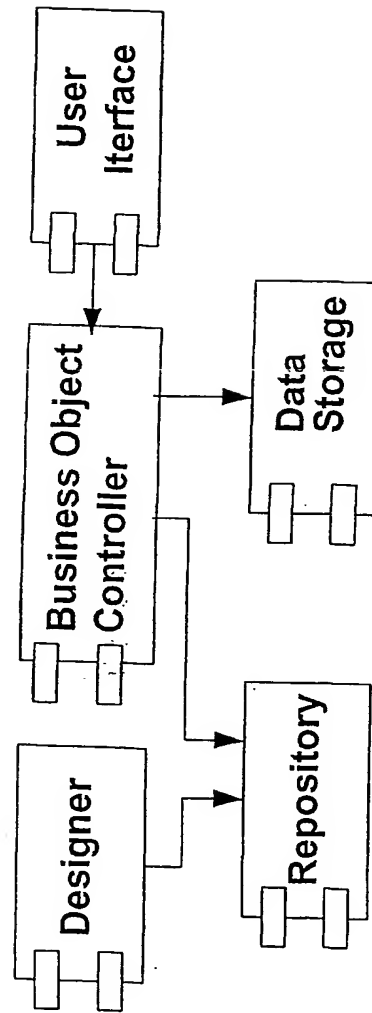 Designer
Business Object
Controller
User
Iterface
Repository
Data
Storage